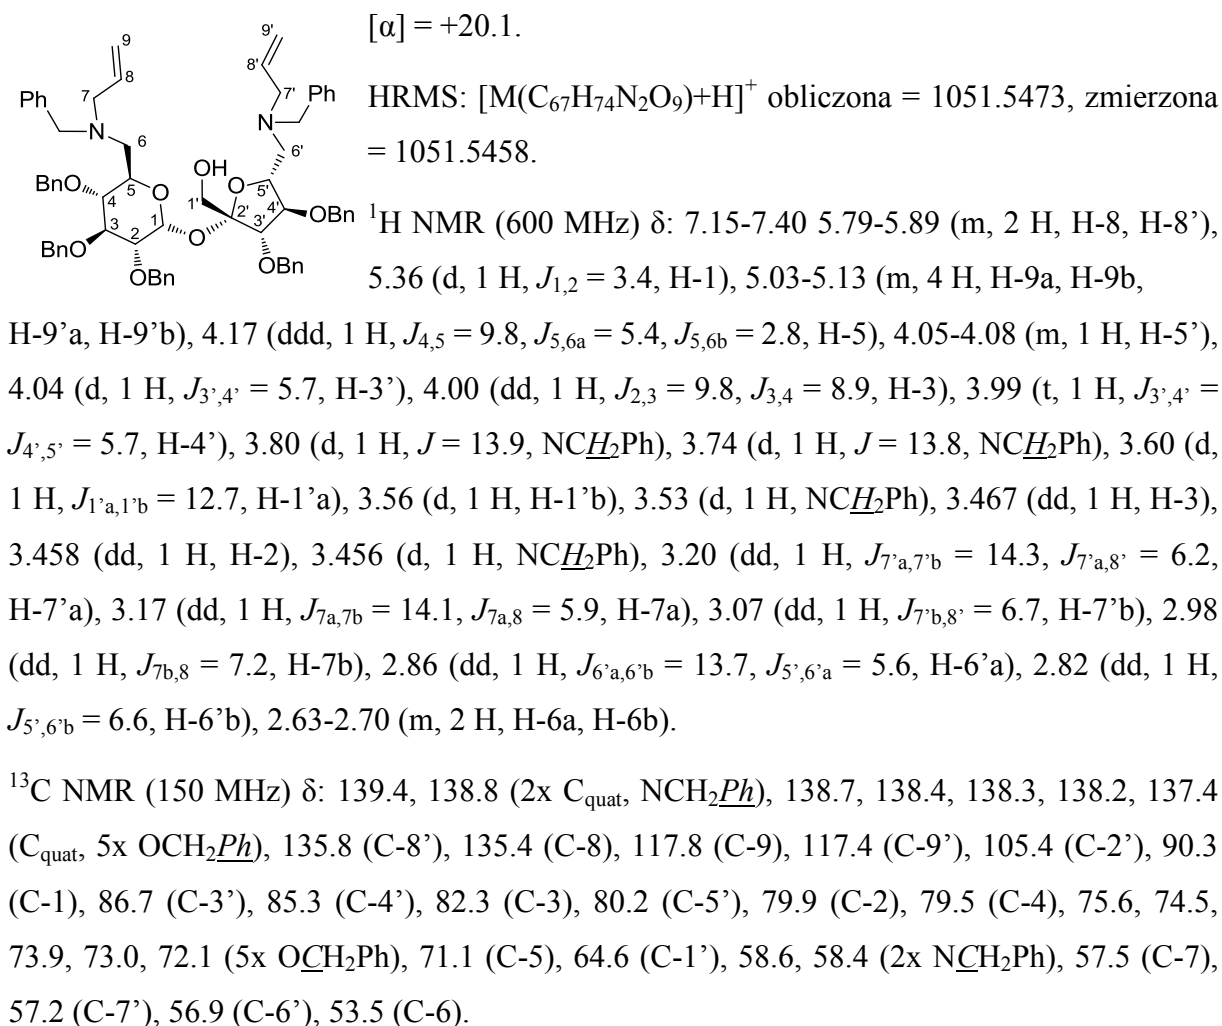 9
8
7
Ph
N
6
BnO
4
5
O
3
2
1
BnO
OBn
O
9'
8'
7'
Ph
N
6'
OH
1'
O
5'
2'
4'
3'
OBn
OBn
[α] = +20.1.
HRMS: [M(C₆₇H₇₄N₂O₉)+H]⁺ obliczona = 1051.5473, zmierzona
= 1051.5458.
¹H NMR (600 MHz) δ: 7.15-7.40 5.79-5.89 (m, 2 H, H-8, H-8’),
5.36 (d, 1 H, J₁,₂ = 3.4, H-1), 5.03-5.13 (m, 4 H, H-9a, H-9b,
H-9’a, H-9’b), 4.17 (ddd, 1 H, J4,5 = 9.8, J5,6a = 5.4, J5,6b = 2.8, H-5), 4.05-4.08 (m, 1 H, H-5’),
4.04 (d, 1 H, J3’,4’ = 5.7, H-3’), 4.00 (dd, 1 H, J2,3 = 9.8, J3,4 = 8.9, H-3), 3.99 (t, 1 H, J3’,4’ =
J4’,5’ = 5.7, H-4’), 3.80 (d, 1 H, J = 13.9, NCH₂Ph), 3.74 (d, 1 H, J = 13.8, NCH₂Ph), 3.60 (d,
1 H, J1’a,1’b = 12.7, H-1’a), 3.56 (d, 1 H, H-1’b), 3.53 (d, 1 H, NCH₂Ph), 3.467 (dd, 1 H, H-3),
3.458 (dd, 1 H, H-2), 3.456 (d, 1 H, NCH₂Ph), 3.20 (dd, 1 H, J7’a,7’b = 14.3, J7’a,8’ = 6.2,
H-7’a), 3.17 (dd, 1 H, J7a,7b = 14.1, J7a,8 = 5.9, H-7a), 3.07 (dd, 1 H, J7’b,8’ = 6.7, H-7’b), 2.98
(dd, 1 H, J7b,8 = 7.2, H-7b), 2.86 (dd, 1 H, J6’a,6’b = 13.7, J5’,6’a = 5.6, H-6’a), 2.82 (dd, 1 H,
J5’,6’b = 6.6, H-6’b), 2.63-2.70 (m, 2 H, H-6a, H-6b).
¹³C NMR (150 MHz) δ: 139.4, 138.8 (2x Cquat, NCH₂Ph), 138.7, 138.4, 138.3, 138.2, 137.4
(Cquat, 5x OCH₂Ph), 135.8 (C-8’), 135.4 (C-8), 117.8 (C-9), 117.4 (C-9’), 105.4 (C-2’), 90.3
(C-1), 86.7 (C-3’), 85.3 (C-4’), 82.3 (C-3), 80.2 (C-5’), 79.9 (C-2), 79.5 (C-4), 75.6, 74.5,
73.9, 73.0, 72.1 (5x OCH₂Ph), 71.1 (C-5), 64.6 (C-1’), 58.6, 58.4 (2x NCH₂Ph), 57.5 (C-7),
57.2 (C-7’), 56.9 (C-6’), 53.5 (C-6).